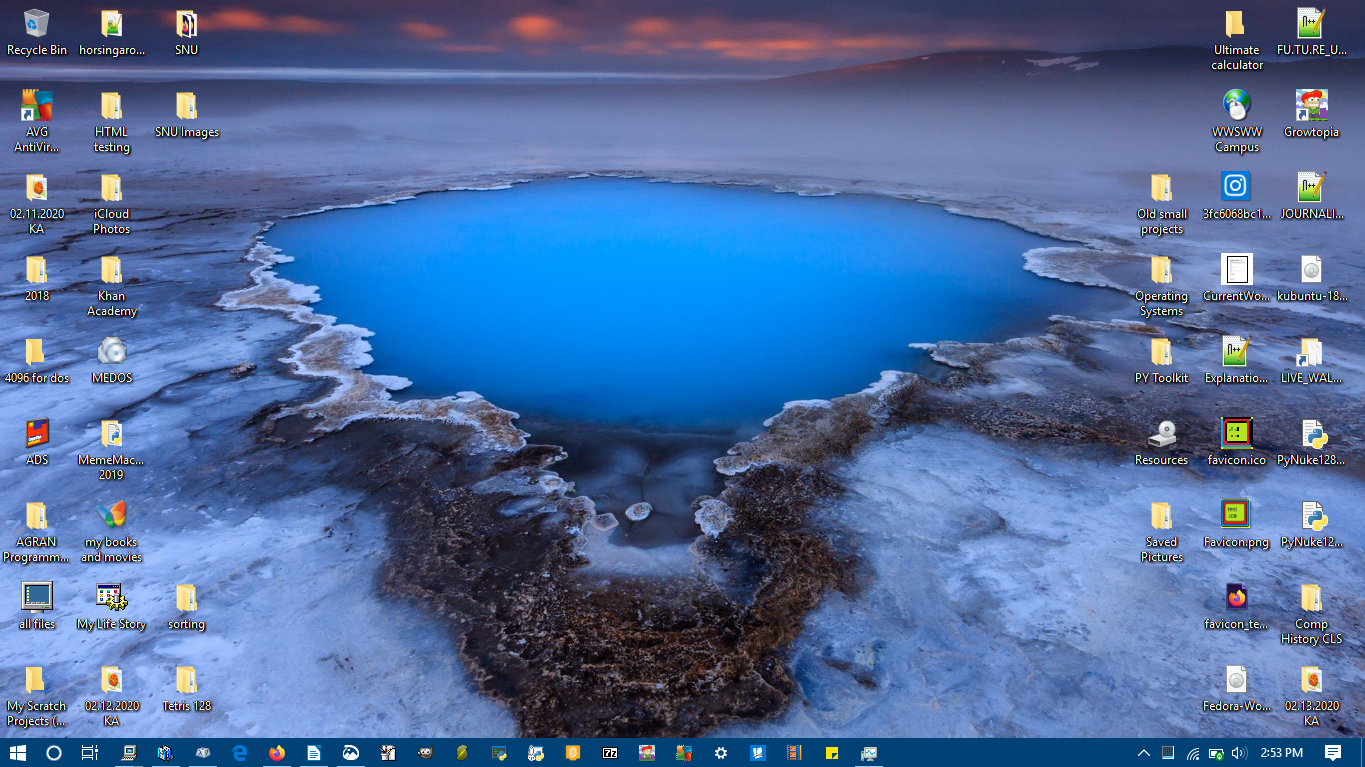 Recycle Bin
horsingaro...
SNU
Ultimate
calculator
FU.TU.RE_U...
AVG
AntiVir...
HTML
testing
SNU Images
WWSWW
Campus
Growtopia
02.11.2020
KA
iCloud
Photos
Old small
projects
3fc6068bc1...
JOURNALI...
2018
Khan
Academy
Operating
Systems
CurrentWo...
kubuntu-18...
4096 for dos
MEDOS
PY Toolkit
Explanatio...
LIVE_WAL...
ADS
MemeMac...
2019
Resources
favicon.ico
PyNuke128...
AGRAN
Programm...
my books
and movies
Saved
Pictures
Favicon.png
PyNuke12...
all files
My Life Story
sorting
favicon_te...
Comp
History CLS
My Scratch
Projects (...
02.12.2020
KA
Tetris 128
Fedora-Wo...
02.13.2020
KA
2:53 PM